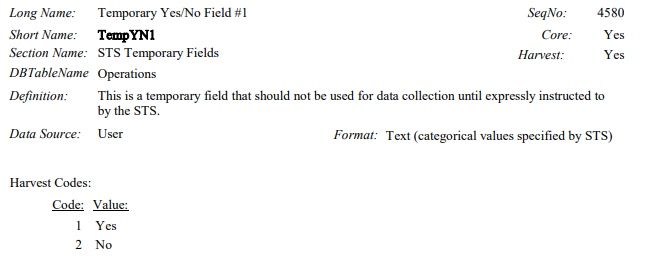 Long Name: Temporary Yes/No Field #1 SeqNo: 4580
Short Name: TempYN1 Core: Yes
Section Name: STS Temporary Fields Harvest: Yes
DBTableName Operations
Definition: This is a temporary field that should not be used for data collection until expressly instructed to
by the STS.
Data Source: User Format: Text (categorical values specified by STS)
Harvest Codes:
Code: Value:
1 Yes
2 No